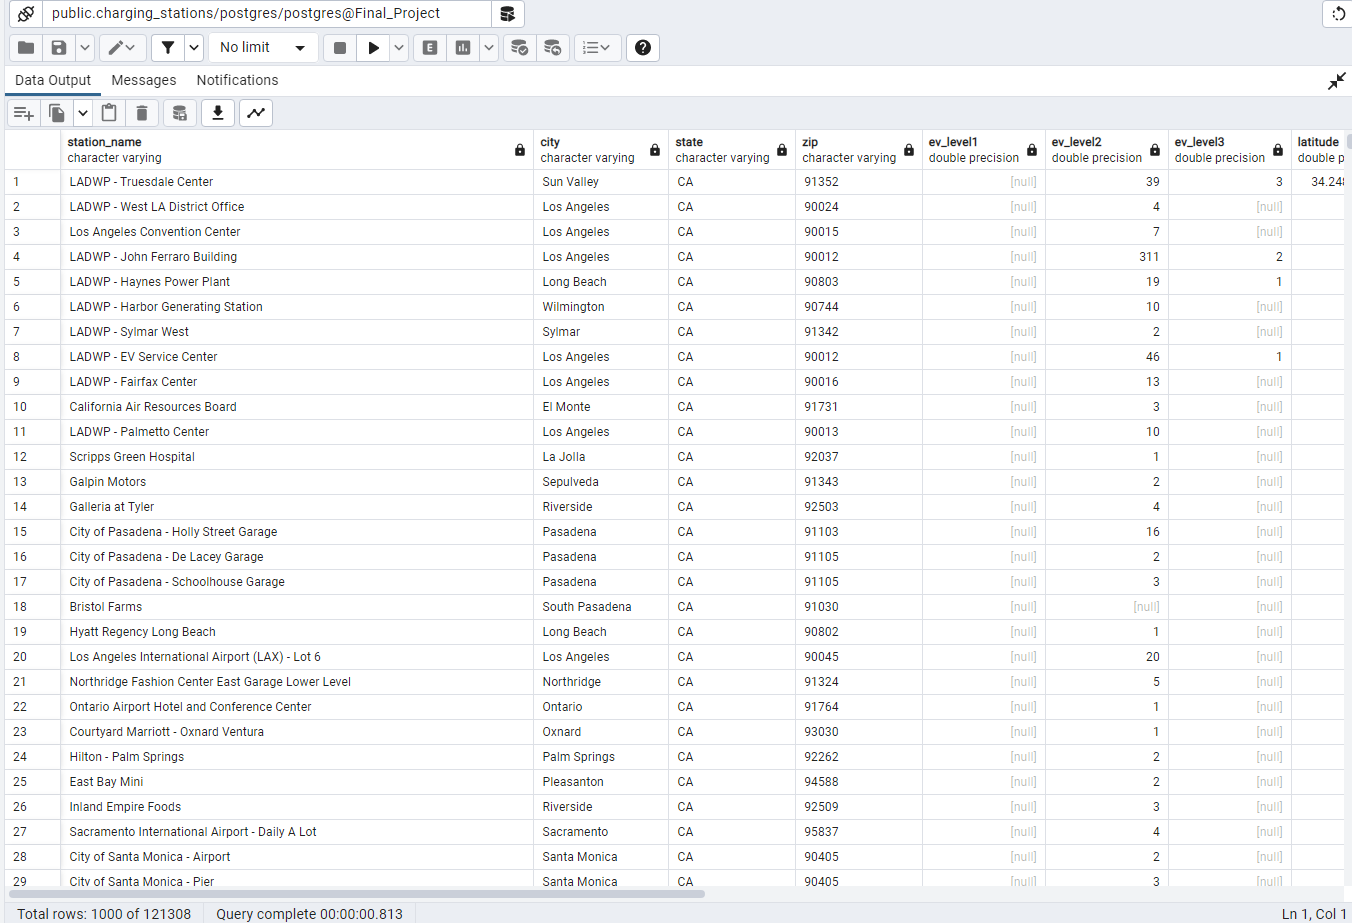 public.charging_stations/postgres/postgres@Final_Project
No limit
E
Data Output Messages Notifications
station_name city state zip ev_level1 ev_level2 ev_level3 latitude
character varying character varying character varying character varying double precision double precision double precision double p
1 LADWP - Truesdale Center Sun Valley CA 91352 [null] 39 3 34.248
2 LADWP - West LA District Office Los Angeles CA 90024 [null] 4 [null]
3 Los Angeles Convention Center Los Angeles CA 90015 [null] 7 [null]
4 LADWP - John Ferraro Building Los Angeles CA 90012 [null] 311 2
5 LADWP - Haynes Power Plant Long Beach CA 90803 [null] 19 1
6 LADWP - Harbor Generating Station Wilmington CA 90744 [null] 10 [null]
7 LADWP - Sylmar West Sylmar CA 91342 [null] 2 [null]
8 LADWP - EV Service Center Los Angeles CA 90012 [null] 46 1
9 LADWP - Fairfax Center Los Angeles CA 90016 [null] 13 [null]
10 California Air Resources Board El Monte CA 91731 [null] 3 [null]
11 LADWP - Palmetto Center Los Angeles CA 90013 [null] 10 [null]
12 Scripps Green Hospital La Jolla CA 92037 [null] 1 [null]
13 Galpin Motors Sepulveda CA 91343 [null] 2 [null]
14 Galleria at Tyler Riverside CA 92503 [null] 4 [null]
15 City of Pasadena - Holly Street Garage Pasadena CA 91103 [null] 16 [null]
16 City of Pasadena - De Lacey Garage Pasadena CA 91105 [null] 2 [null]
17 City of Pasadena - Schoolhouse Garage Pasadena CA 91105 [null] 3 [null]
18 Bristol Farms South Pasadena CA 91030 [null] [null] [null]
19 Hyatt Regency Long Beach Long Beach CA 90802 [null] 1 [null]
20 Los Angeles International Airport (LAX) - Lot 6 Los Angeles CA 90045 [null] 20 [null]
21 Northridge Fashion Center East Garage Lower Level Northridge CA 91324 [null] 5 [null]
22 Ontario Airport Hotel and Conference Center Ontario CA 91764 [null] 1 [null]
23 Courtyard Marriott - Oxnard Ventura Oxnard CA 93030 [null] 1 [null]
24 Hilton - Palm Springs Palm Springs CA 92262 [null] 2 [null]
25 East Bay Mini Pleasanton CA 94588 [null] 2 [null]
26 Inland Empire Foods Riverside CA 92509 [null] 3 [null]
27 Sacramento International Airport - Daily A Lot Sacramento CA 95837 [null] 4 [null]
28 City of Santa Monica - Airport Santa Monica CA 90405 [null] 2 [null]
29 City of Santa Monica - Pier Santa Monica CA 90405 [null] 3 [null]
Total rows: 1000 of 121308 Query complete 00:00:00.813 Ln 1, Col 1